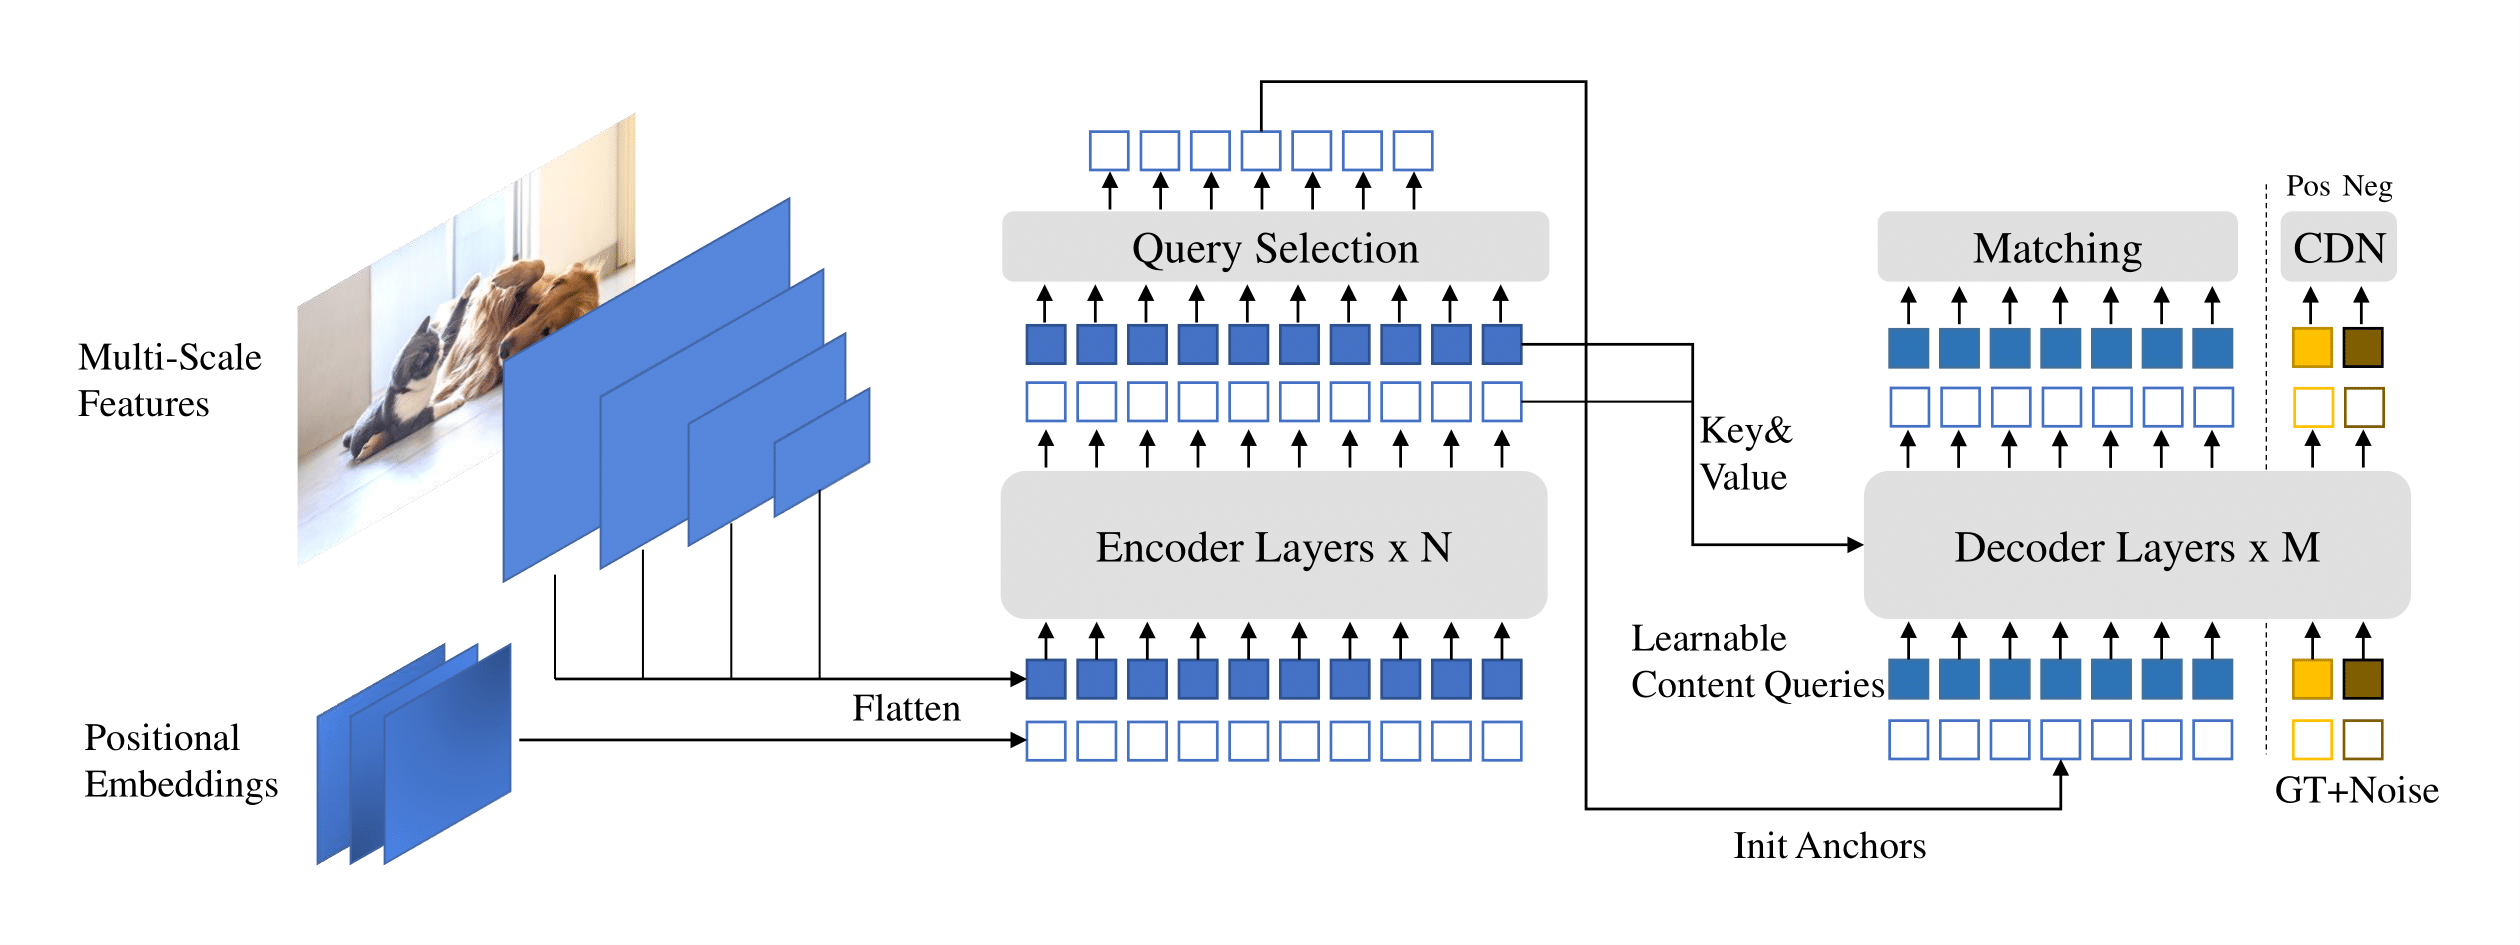 Multi-Scale
Features
Positional
Embeddings
Flatten
Query Selection
Encoder Layers x N
Key&
Value
Learnable
Content Queries
Init Anchors
Matching
Pos Neg
CDN
Decoder Layers x M
GT+Noise